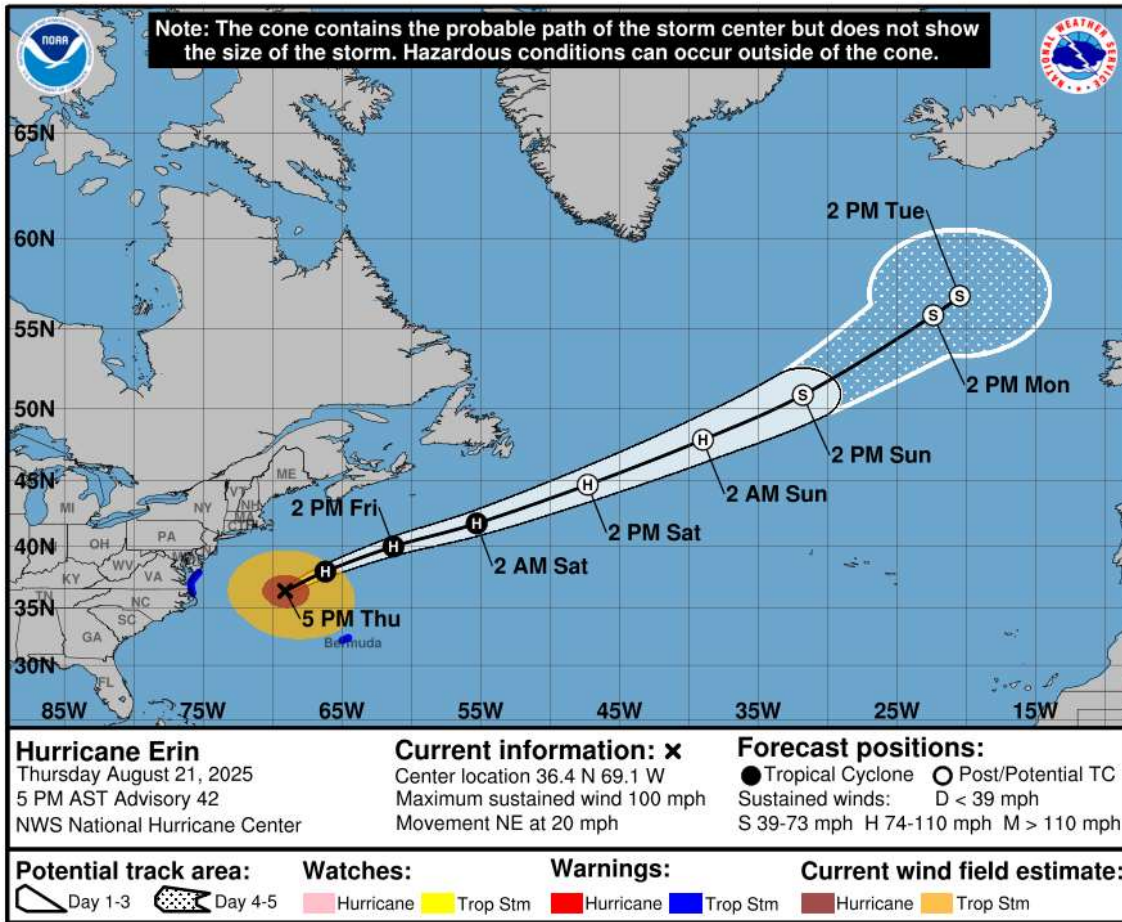 Note: The cone contains the probable path of the storm center but does not show
the size of the storm. Hazardous conditions can occur outside of the cone.
NOAA
NATIONAL WEATHER SERVICE
65N
60N
2 PM Tue
55N
2 PM Mon
50N
2 PM Sun
45N
ME
VT
NH
MI
NY
MA
CT
2 PM Fri
2 AM Sun
2 PM Sat
40N
PA
OH
2 AM Sat
WV
VA
KY
5 PM Thu
35N
TN
NC
SC
GA
Bermuda
30N
FL
85W 75W 65W 55W 45W 35W 25W 15W
H
H
H
H
H
S
S
S
Hurricane Erin
Thursday August 21, 2025
5 PM AST Advisory 42
NWS National Hurricane Center
Current information: ×
Center location 36.4 N 69.1 W
Maximum sustained wind 100 mph
Movement NE at 20 mph
Forecast positions:
Tropical Cyclone Post/Potential TC
Sustained winds: D < 39 mph
S 39-73 mph H 74-110 mph M > 110 mph
Potential track area:
Day 1-3 Day 4-5
Watches:
Hurricane Trop Stm
Warnings:
Hurricane Trop Stm
Current wind field estimate:
Hurricane Trop Stm